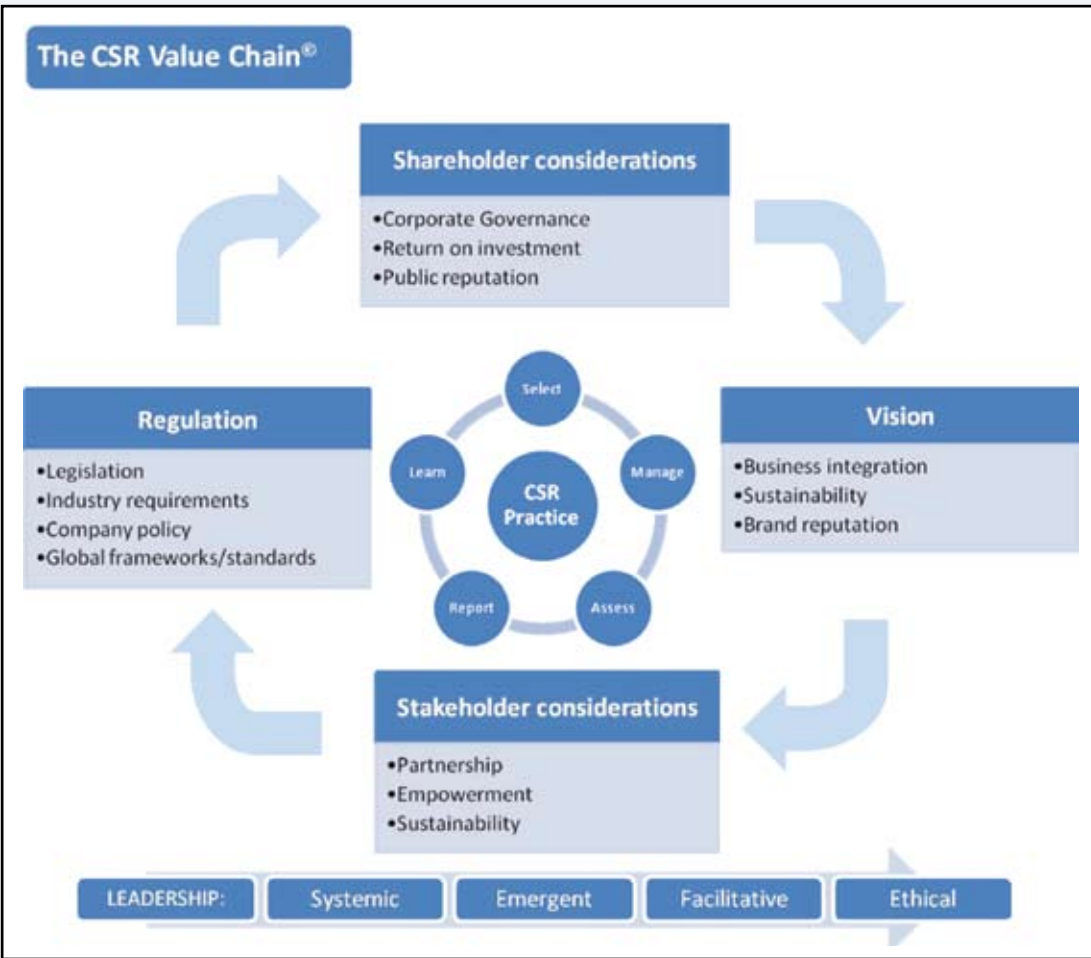 The CSR Value Chain®
Shareholder considerations
•Corporate Governance
•Return on investment
•Public reputation
Regulation
•Legislation
•Industry requirements
•Company policy
•Global frameworks/standards
Select
Learn
Manage
CSR
Practice
Report
Assess
Vision
•Business integration
•Sustainability
•Brand reputation
Stakeholder considerations
•Partnership
•Empowerment
•Sustainability
LEADERSHIP:
Systemic
Emergent
Facilitative
Ethical